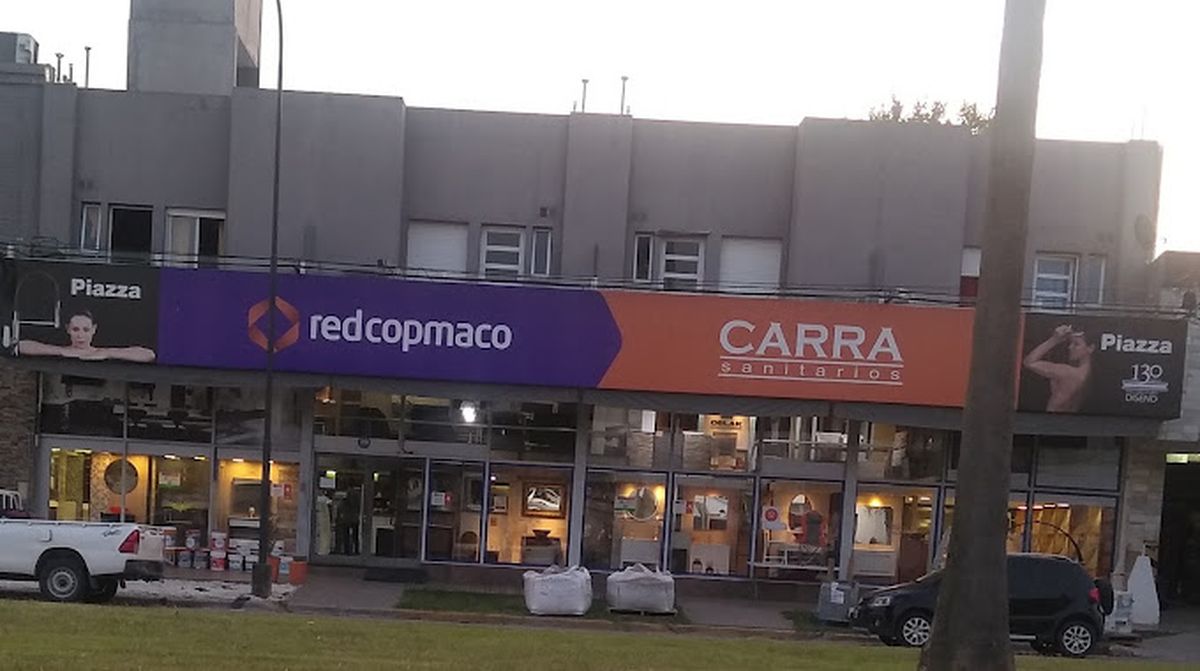 Piazza
redcopmaco
CARRA
sanitarios
Piazza
130
DISEÑO